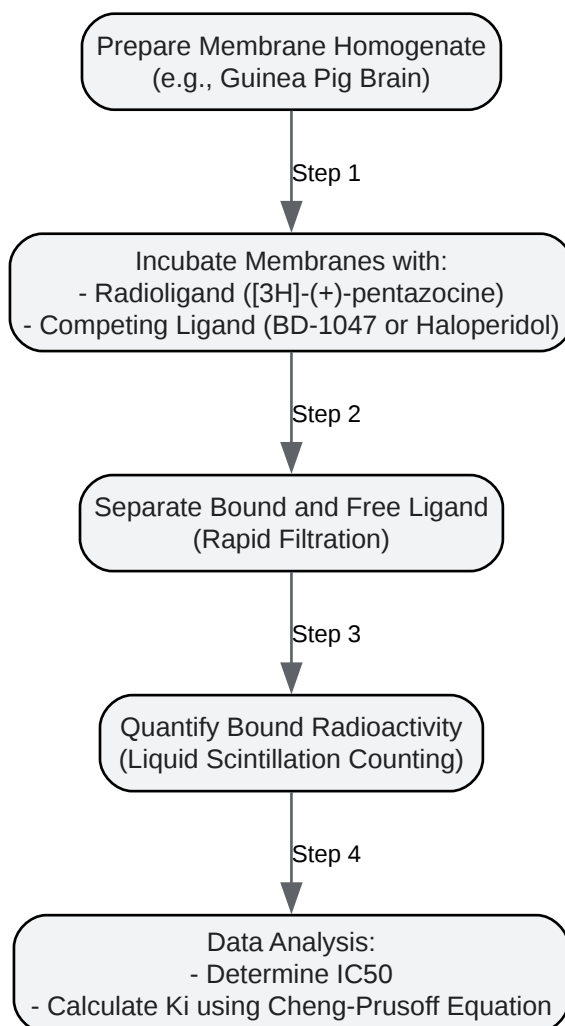 Prepare Membrane Homogenate
(e.g., Guinea Pig Brain)
Step 1
Incubate Membranes with:
- Radioligand ([3H]-(+)-pentazocine)
- Competing Ligand (BD-1047 or Haloperidol)
Step 2
Separate Bound and Free Ligand
(Rapid Filtration)
Step 3
Quantify Bound Radioactivity
(Liquid Scintillation Counting)
Step 4
Data Analysis:
- Determine IC50
- Calculate Ki using Cheng-Prusoff Equation